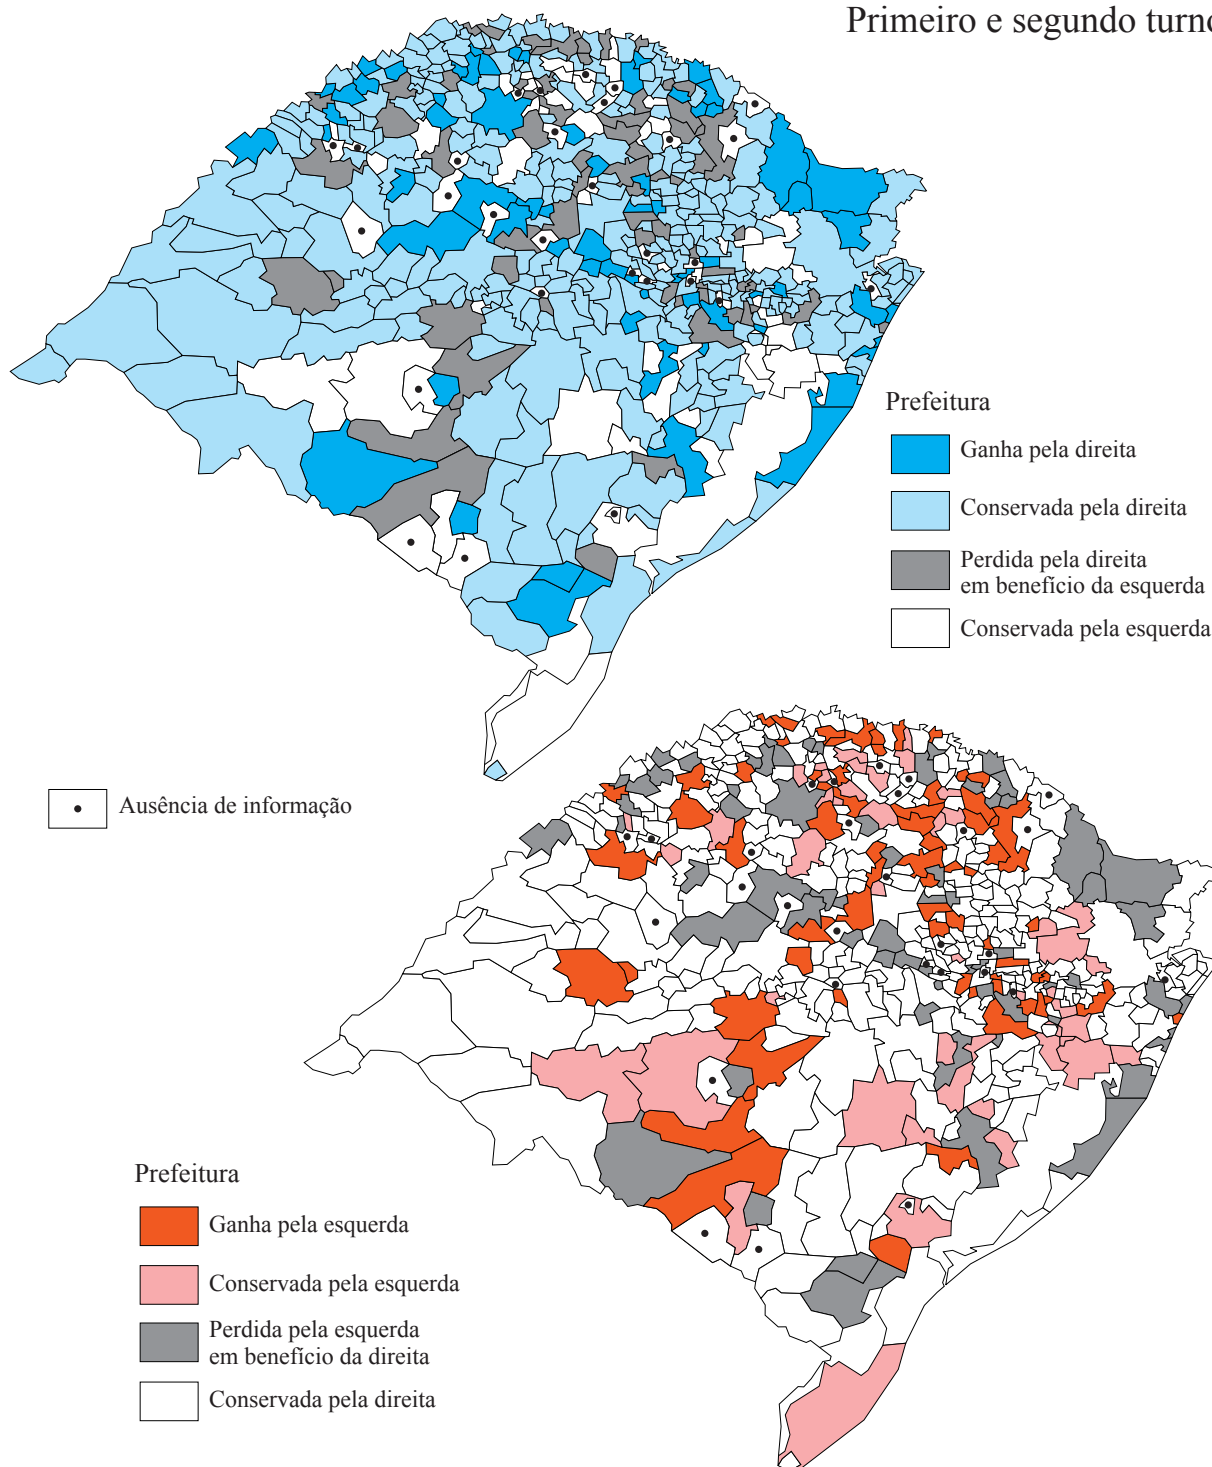 Primeiro e segundo turno
Prefeitura
Ganha pela direita
Conservada pela direita
Perdida pela direita
em benefício da esquerda
Conservada pela esquerda
Ausência de informação
Prefeitura
Ganha pela esquerda
Conservada pela esquerda
Perdida pela esquerda
em benefício da direita
Conservada pela direita